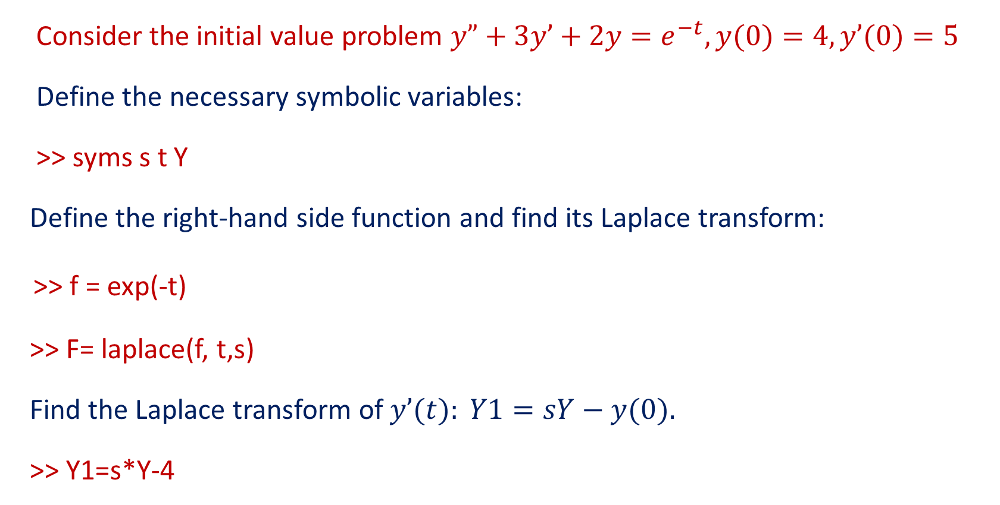 Consider the initial value problem y” + 3y’ + 2y = e^{−t}, y(0) = 4, y’(0) = 5
Define the necessary symbolic variables:
>> syms s t Y
Define the right-hand side function and find its Laplace transform:
>> f = exp(-t)
>> F= laplace(f, t,s)
Find the Laplace transform of y’(t): Y1 = sY − y(0).
>> Y1=s*Y-4